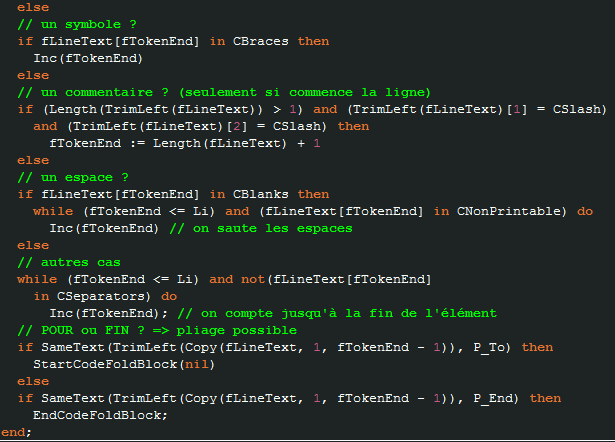 else
// un symbole ?
if fLineText[fTokenEnd] in CBraces then
Inc(fTokenEnd)
else
// un commentaire ? (seulement si commence la ligne)
if (Length(TrimLeft(fLineText)) > 1) and (TrimLeft(fLineText)[1] = CSlash)
and (TrimLeft(fLineText)[2] = CSlash) then
fTokenEnd := Length(fLineText) + 1
else
// un espace ?
if fLineText[fTokenEnd] in CBlanks then
while (fTokenEnd <= Li) and (fLineText[fTokenEnd] in CNonPrintable) do
Inc(fTokenEnd) // on saute les espaces
else
// autres cas
while (fTokenEnd <= Li) and not(fLineText[fTokenEnd]
in CSeparators) do
Inc(fTokenEnd); // on compte jusqu'à la fin de l'élément
// POUR ou FIN ? => pliage possible
if SameText(TrimLeft(Copy(fLineText, 1, fTokenEnd - 1)), P_To) then
StartCodeFoldBlock(nil)
else
if SameText(TrimLeft(Copy(fLineText, 1, fTokenEnd - 1)), P_End) then
EndCodeFoldBlock;
end;